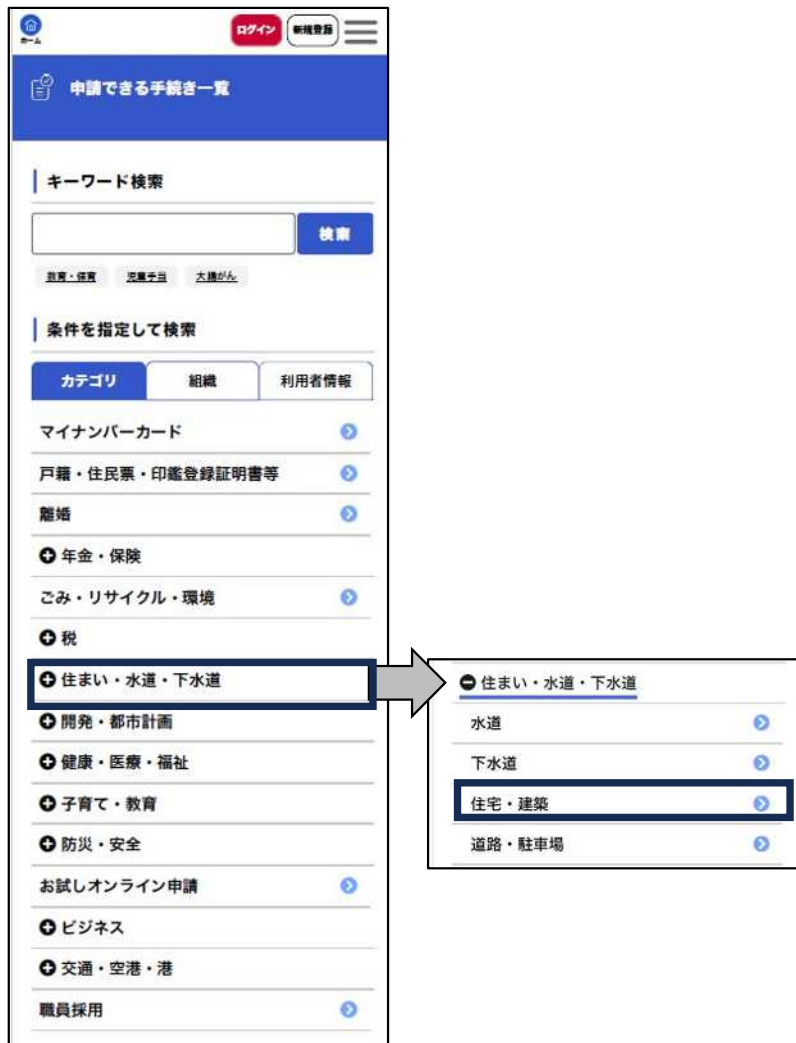 ホーム
ログイン 新規登録
申請できる手続き一覧
キーワード検索
検索
教育・保育 児童手当 大腸がん
条件を指定して検索
カテゴリ 組織 利用者情報
マイナンバーカード
戸籍・住民票・印鑑登録証明書等
離婚
年金・保険
ごみ・リサイクル・環境
税
住まい・水道・下水道
開発・都市計画
健康・医療・福祉
子育て・教育
防災・安全
お試しオンライン申請
ビジネス
交通・空港・港
職員採用
住まい・水道・下水道
水道
下水道
住宅・建築
道路・駐車場